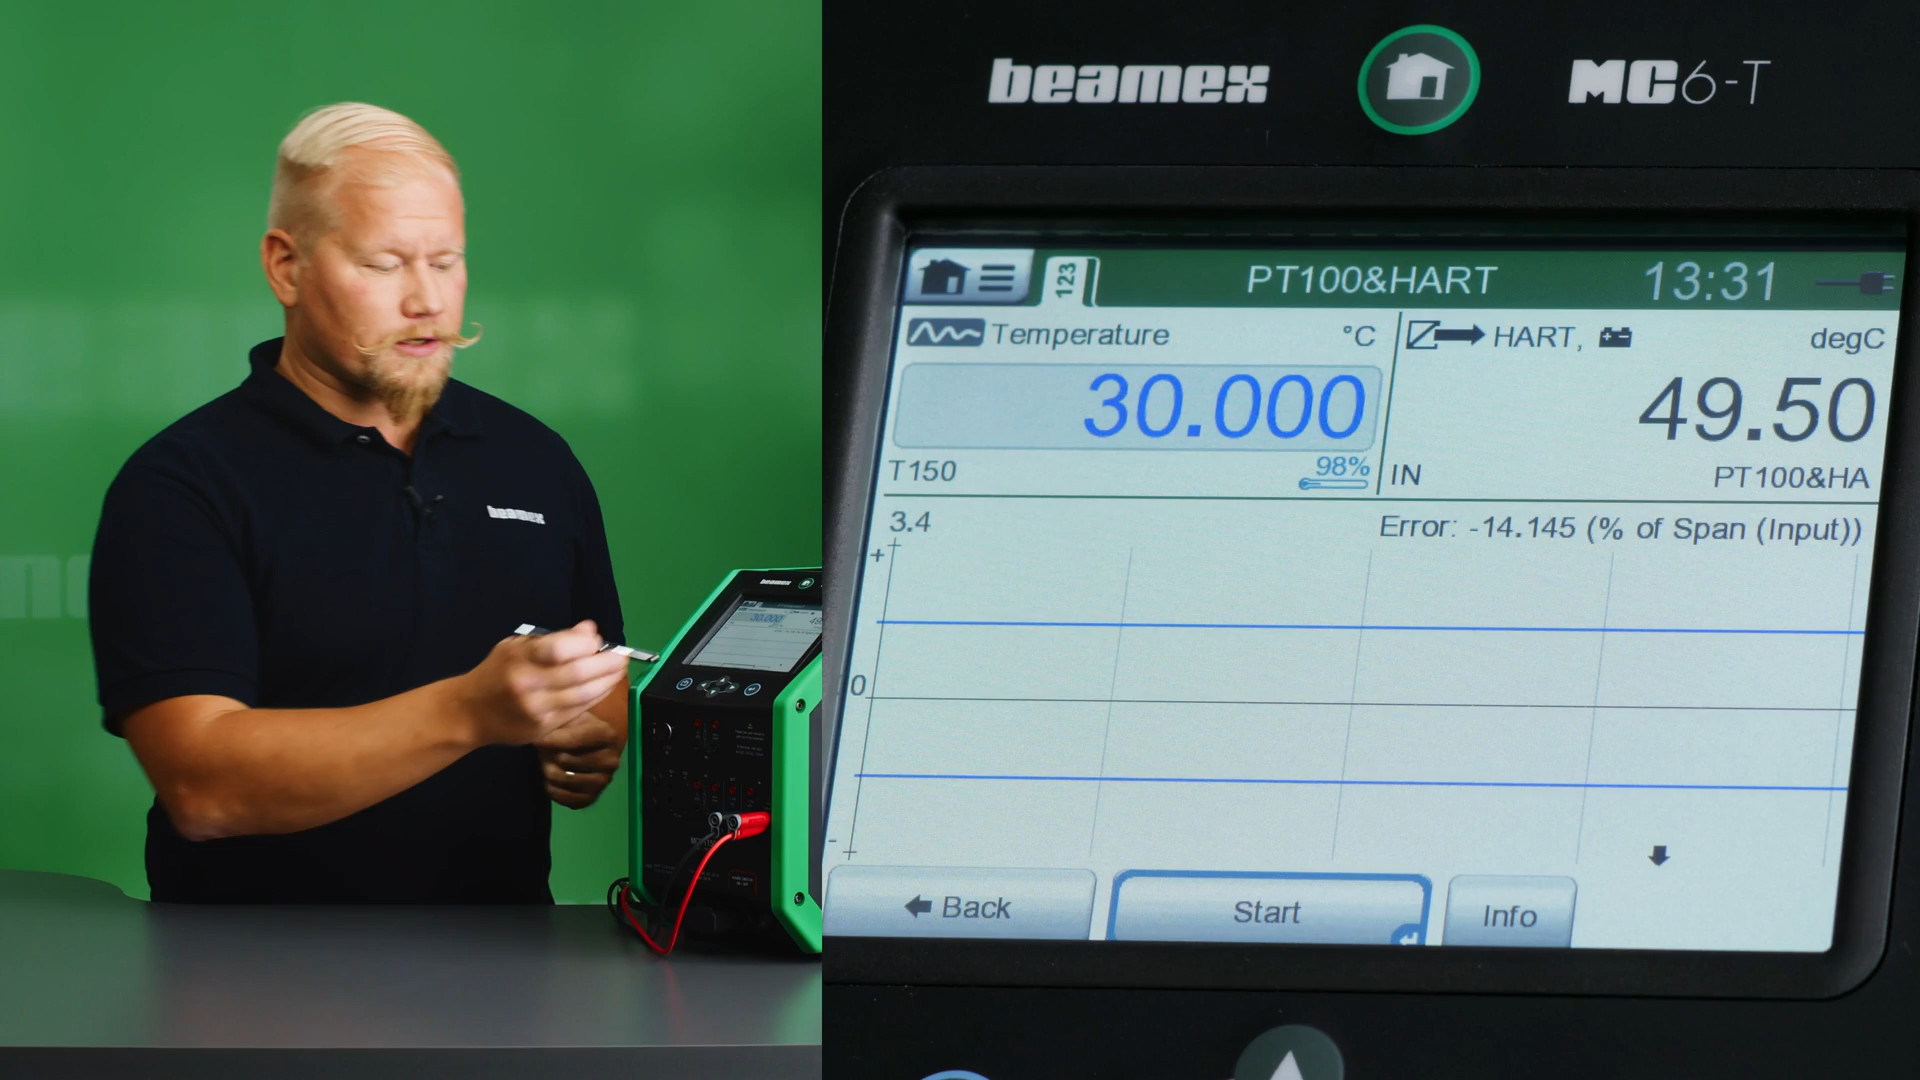 beamex
beamex
beamex MC6-T
123
PT100&HART
13:31
Temperature °C
HART, degC
30.000
49.50
T150
98%
IN
PT100&HA
3.4
Error: -14.145 (% of Span (Input))
+
0
-
Back
Start
Info